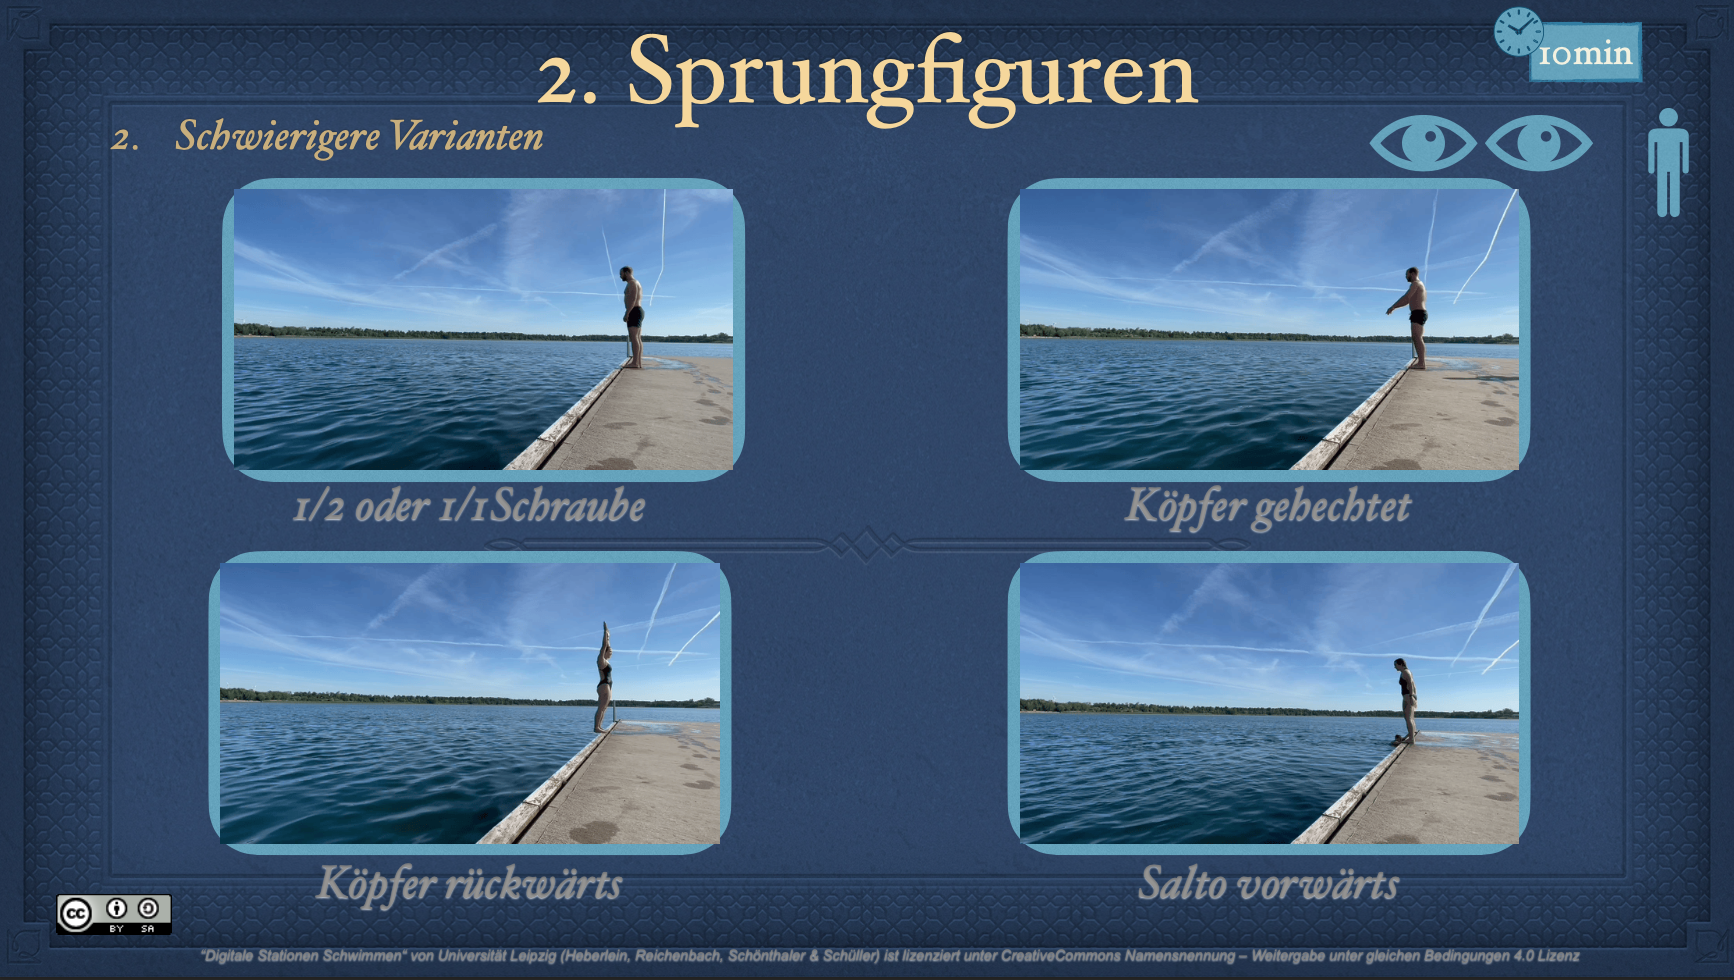 2. Sprungfiguren
10min
2. Schwierigere Varianten
1/2 oder 1/1Schraube
Köpfer gehechtet
Köpfer rückwärts
Salto vorwärts
cc BY SA
"Digitale Stationen Schwimmen" von Universität Leipzig (Heberlein, Reichenbach, Schönthaler & Schüller) ist lizenziert unter CreativeCommons Namensnennung – Weitergabe unter gleichen Bedingungen 4.0 Lizenz